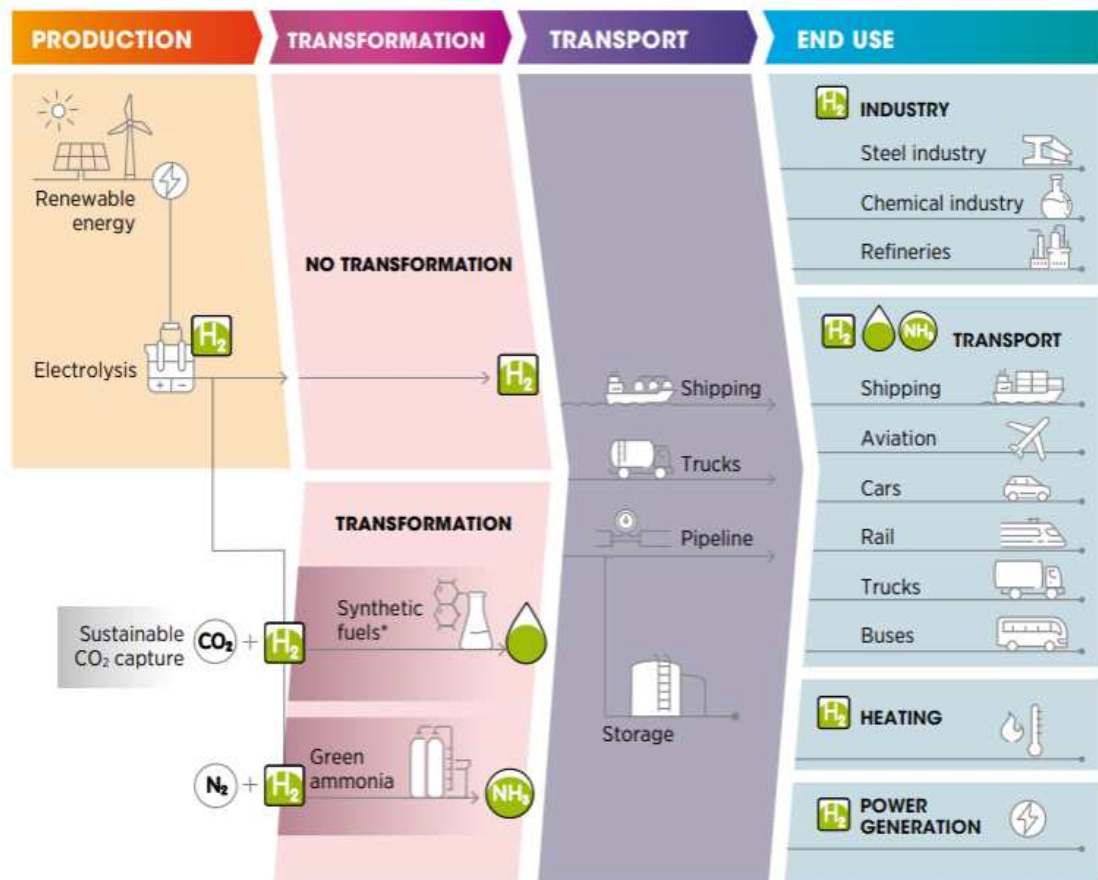 PRODUCTION
TRANSFORMATION
TRANSPORT
END USE
Renewable
energy
H₂
Electrolysis
+ −
NO TRANSFORMATION
H₂
TRANSFORMATION
Sustainable
CO₂ capture
CO₂ + H₂
Synthetic
fuels*
N₂ + H₂
Green
ammonia
NH₃
Shipping
Trucks
Pipeline
Storage
H₂ INDUSTRY
Steel industry
Chemical industry
Refineries
H₂ NH₃ TRANSPORT
Shipping
Aviation
Cars
Rail
Trucks
Buses
H₂ HEATING
H₂ POWER
GENERATION